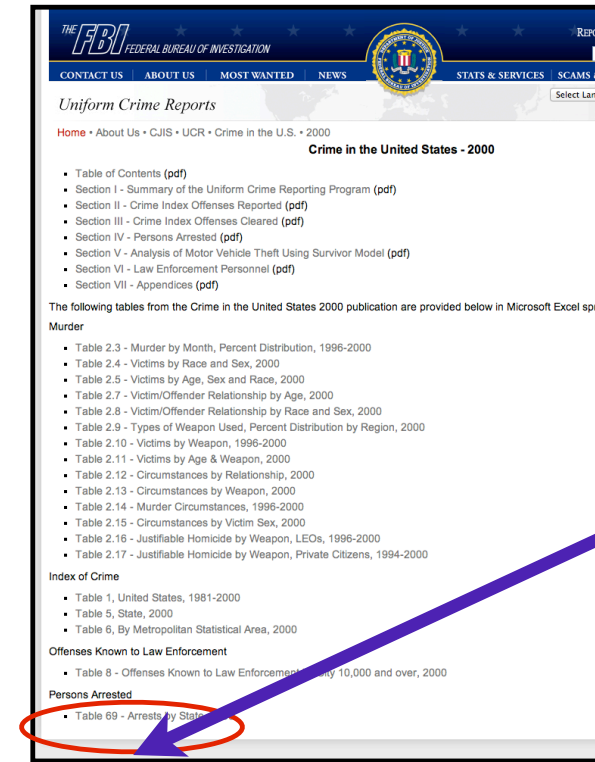 THE FBI FEDERAL BUREAU OF INVESTIGATION
CONTACT US ABOUT US MOST WANTED NEWS STATS & SERVICES SCAMS &
Uniform Crime Reports
Home • About Us • CJIS • UCR • Crime in the U.S. • 2000
Crime in the United States - 2000
Table of Contents (pdf)
Section I - Summary of the Uniform Crime Reporting Program (pdf)
Section II - Crime Index Offenses Reported (pdf)
Section III - Crime Index Offenses Cleared (pdf)
Section IV - Persons Arrested (pdf)
Section V - Analysis of Motor Vehicle Theft Using Survivor Model (pdf)
Section VI - Law Enforcement Personnel (pdf)
Section VII - Appendices (pdf)
The following tables from the Crime in the United States 2000 publication are provided below in Microsoft Excel
Murder
Table 2.3 - Murder by Month, Percent Distribution, 1996-2000
Table 2.4 - Victims by Race and Sex, 2000
Table 2.5 - Victims by Age, Sex and Race, 2000
Table 2.7 - Victim/Offender Relationship by Age, 2000
Table 2.8 - Victim/Offender Relationship by Race and Sex, 2000
Table 2.9 - Types of Weapon Used, Percent Distribution by Region, 2000
Table 2.10 - Victims by Weapon, 1996-2000
Table 2.11 - Victims by Age & Weapon, 2000
Table 2.12 - Circumstances by Relationship, 2000
Table 2.13 - Circumstances by Weapon, 2000
Table 2.14 - Murder Circumstances, 1996-2000
Table 2.15 - Circumstances by Victim Sex, 2000
Table 2.16 - Justifiable Homicide by Weapon, LEOs, 1996-2000
Table 2.17 - Justifiable Homicide by Weapon, Private Citizens, 1994-2000
Index of Crime
Table 1, United States, 1981-2000
Table 5, State, 2000
Table 6, By Metropolitan Statistical Area, 2000
Offenses Known to Law Enforcement
Table 8 - Offenses Known to Law Enforcement 10,000 and over, 2000
Persons Arrested
Table 69 - Arrests by State